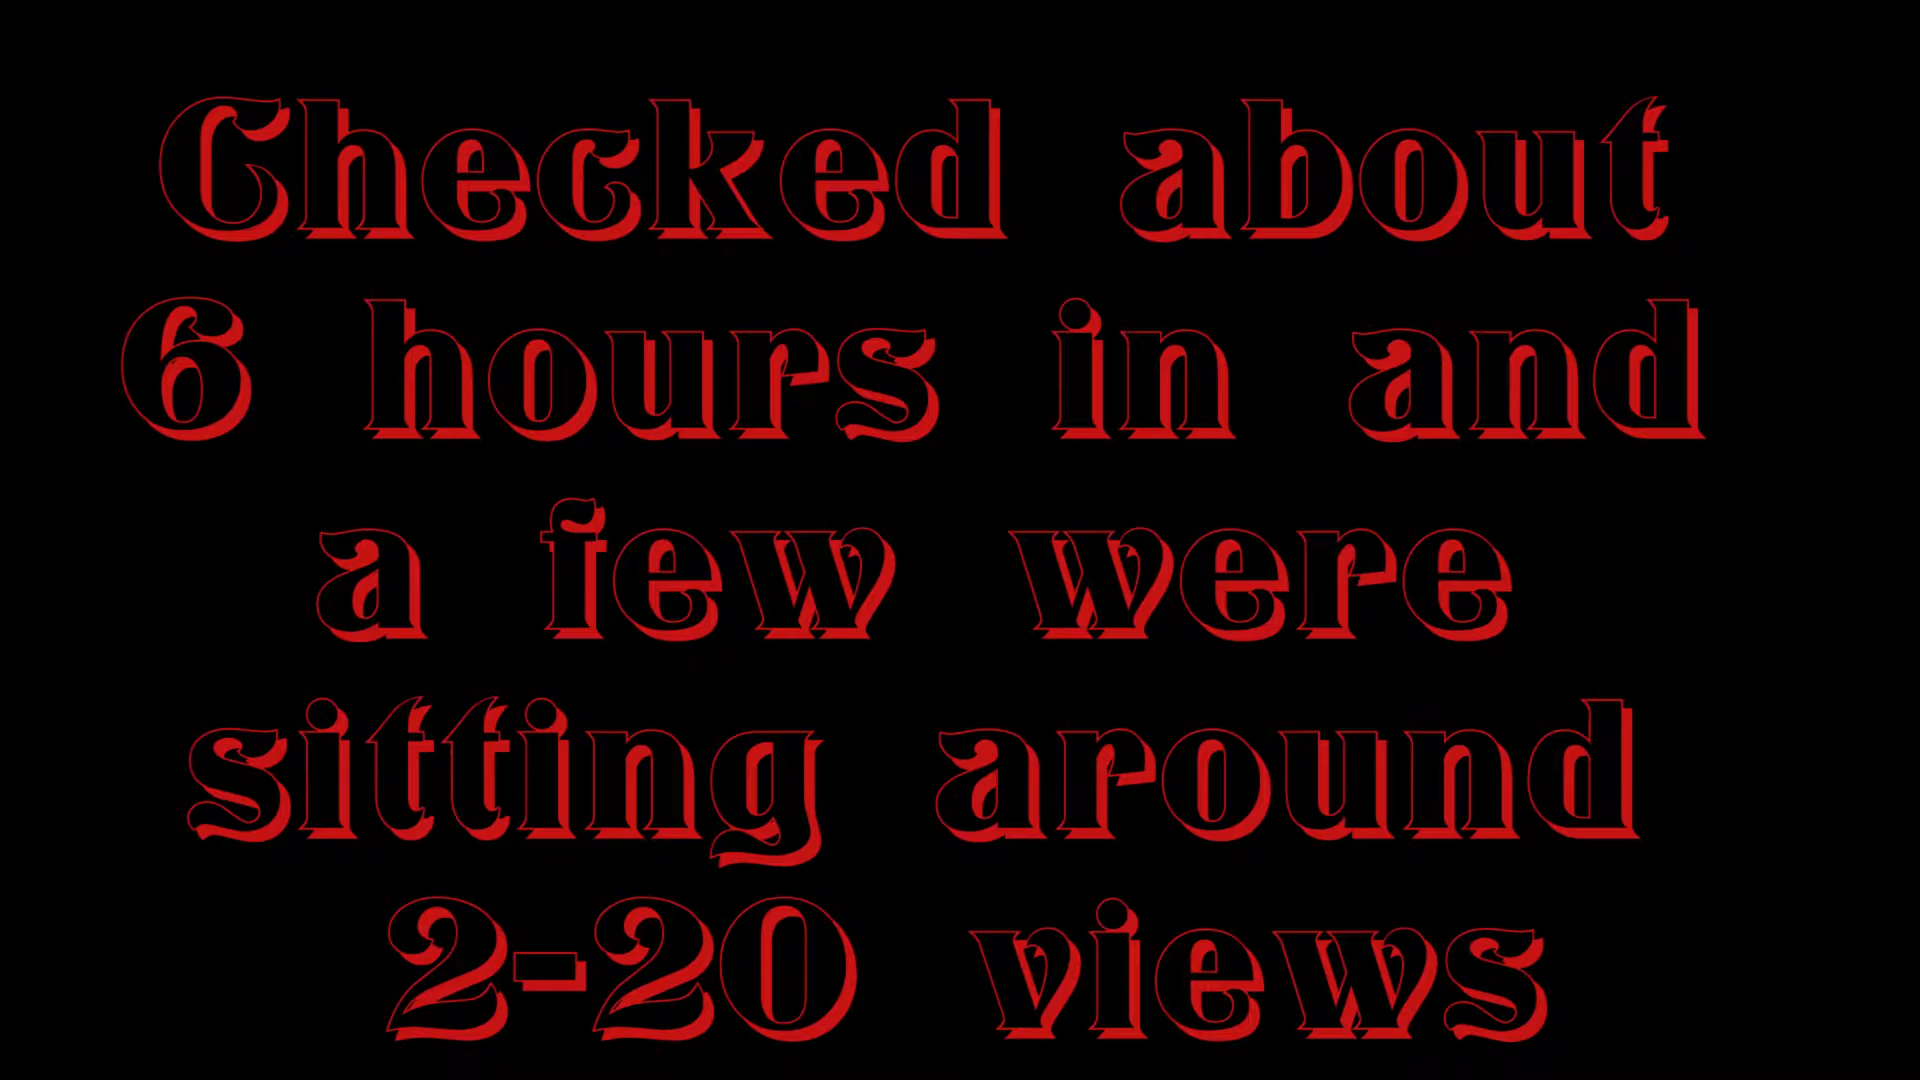 Checked about
6 hours in and
a few were
sitting around
2-20 views